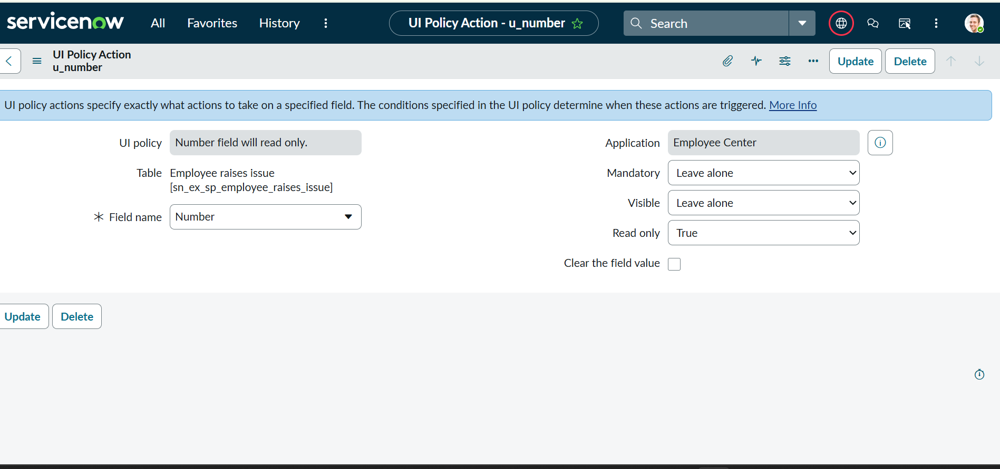 servicenow All Favorites History UI Policy Action - u_number Search
UI Policy Action
u_number
Update Delete
UI policy actions specify exactly what actions to take on a specified field. The conditions specified in the UI policy determine when these actions are triggered. More Info
UI policy Number field will read only.
Application Employee Center
Table Employee raises issue
[sn_ex_sp_employee_raises_issue]
Mandatory Leave alone
Visible Leave alone
Field name Number
Read only True
Clear the field value
Update Delete